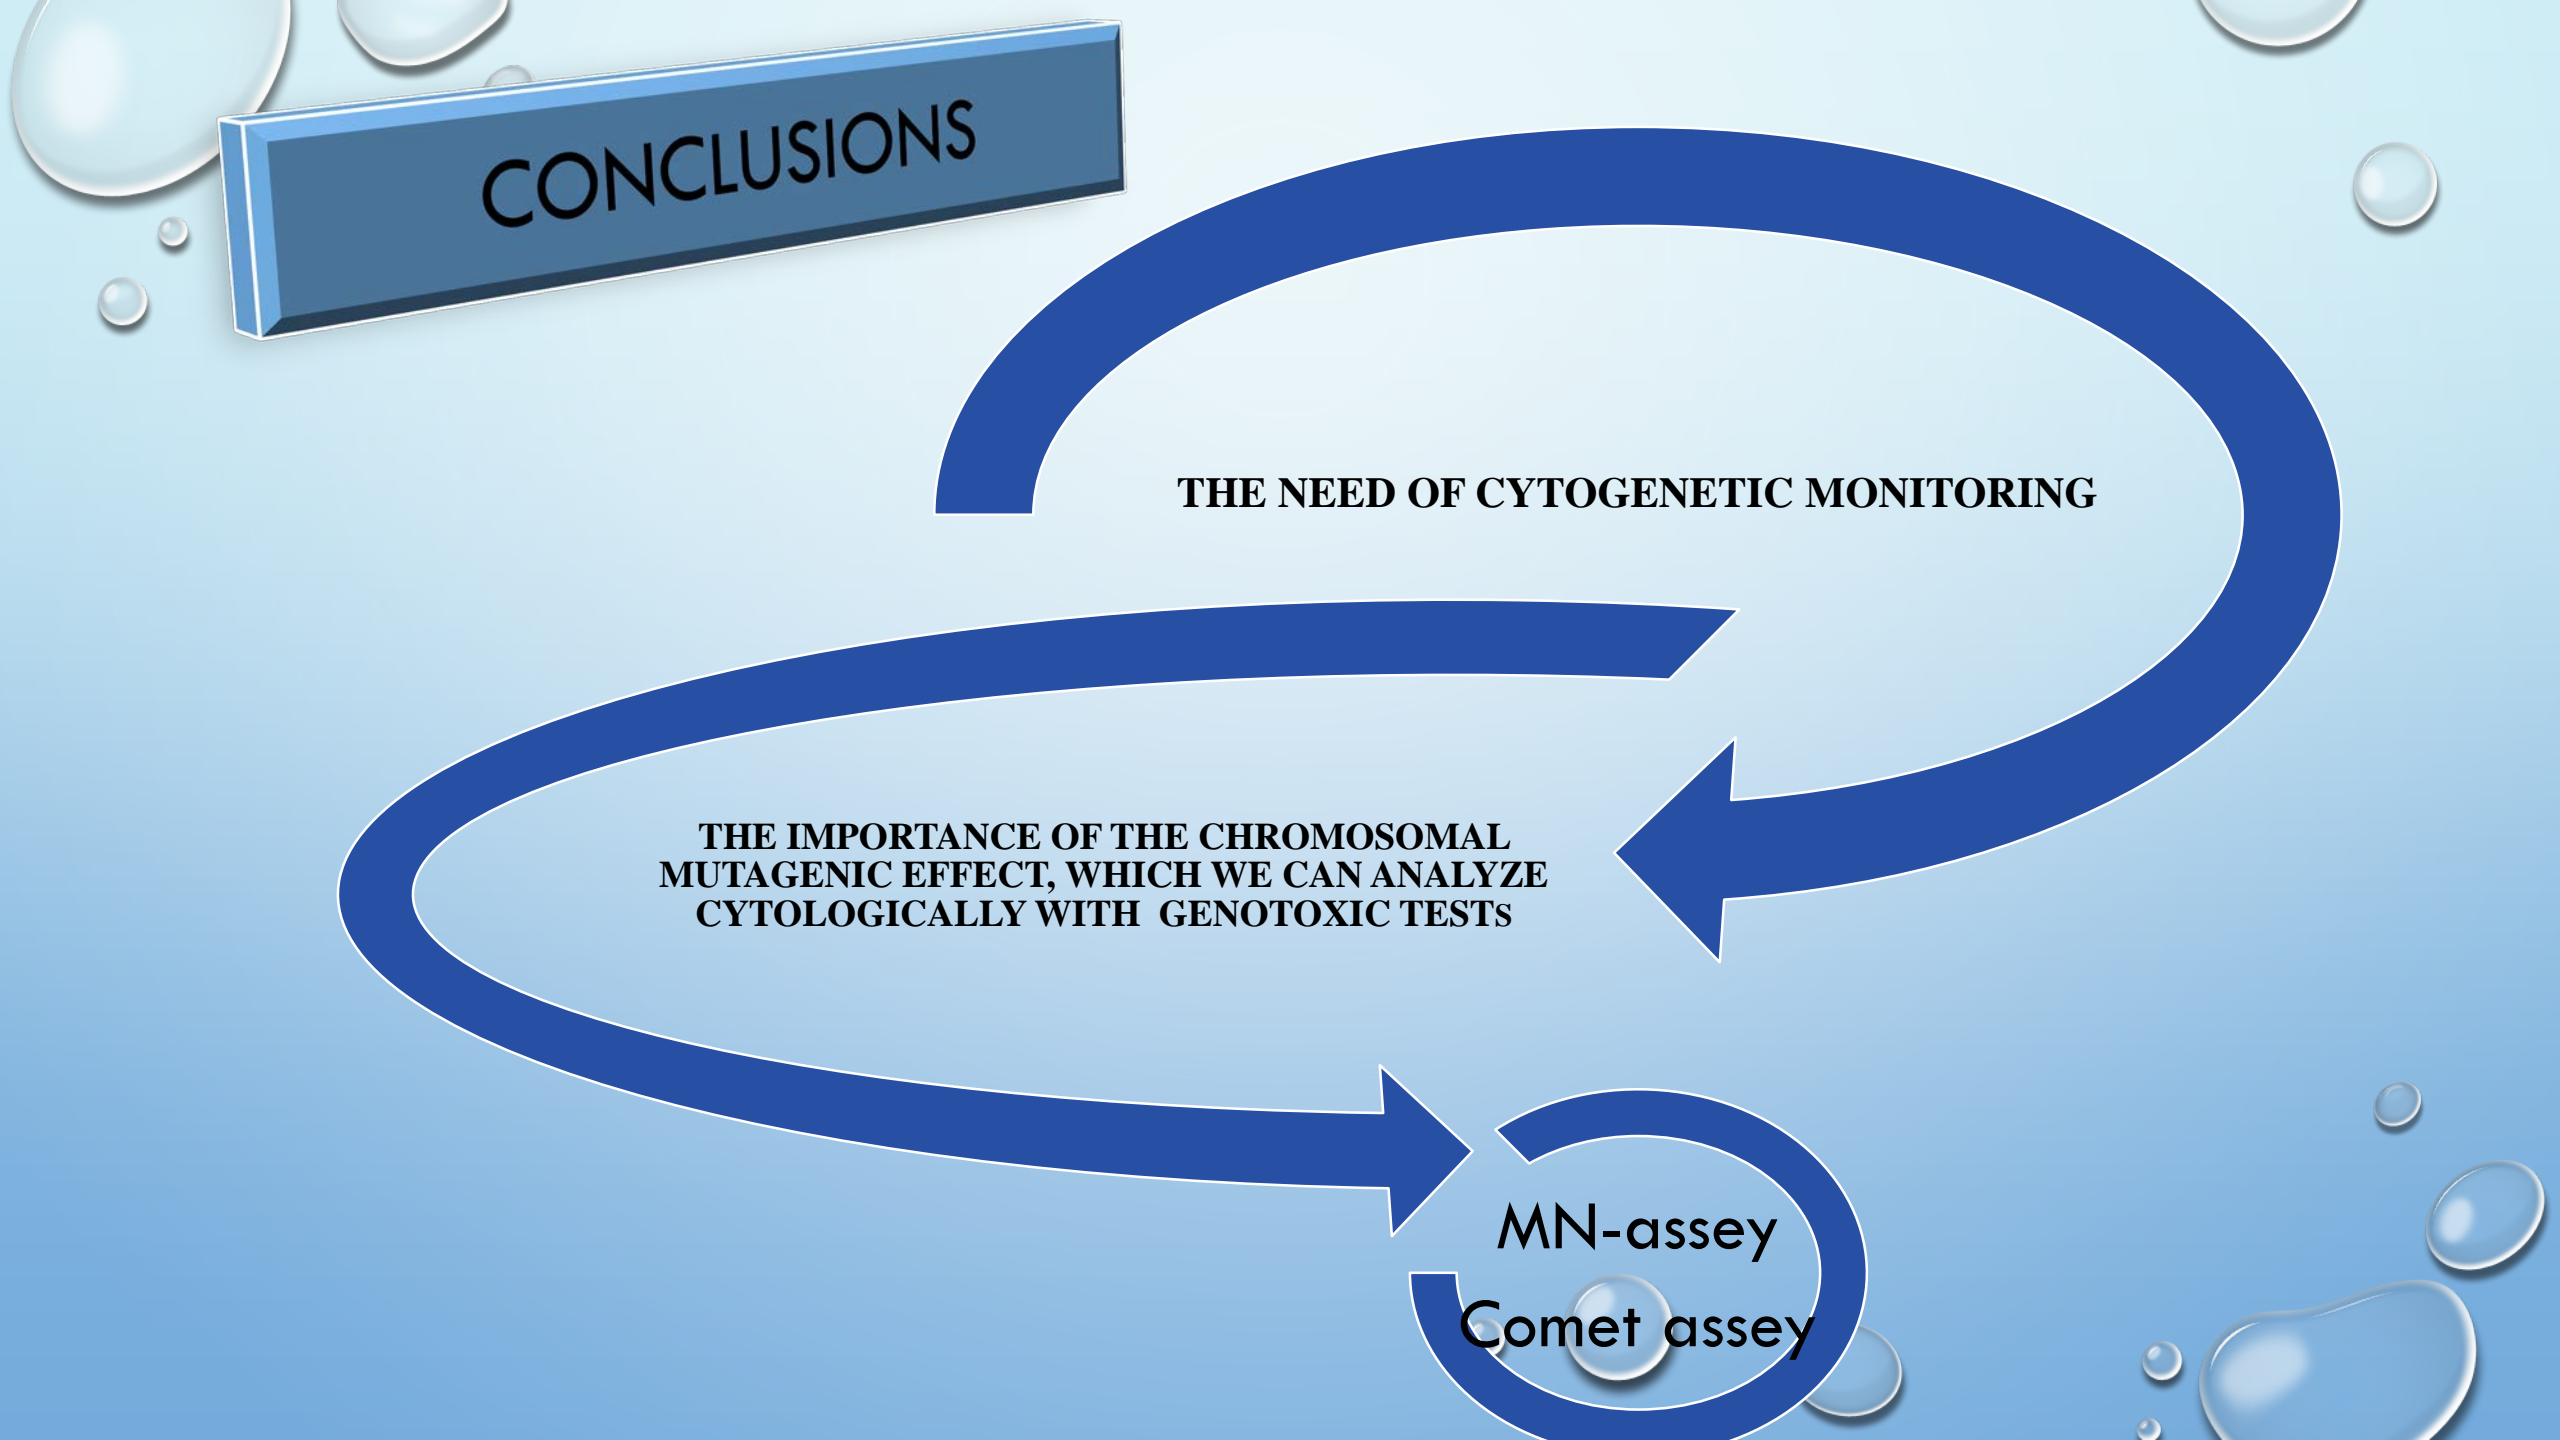 CONCLUSIONS
THE NEED OF CYTOGENETIC MONITORING
THE IMPORTANCE OF THE CHROMOSOMAL
MUTAGENIC EFFECT, WHICH WE CAN ANALYZE
CYTOLOGICALLY WITH  GENOTOXIC TESTS
MN-assey
Comet assey